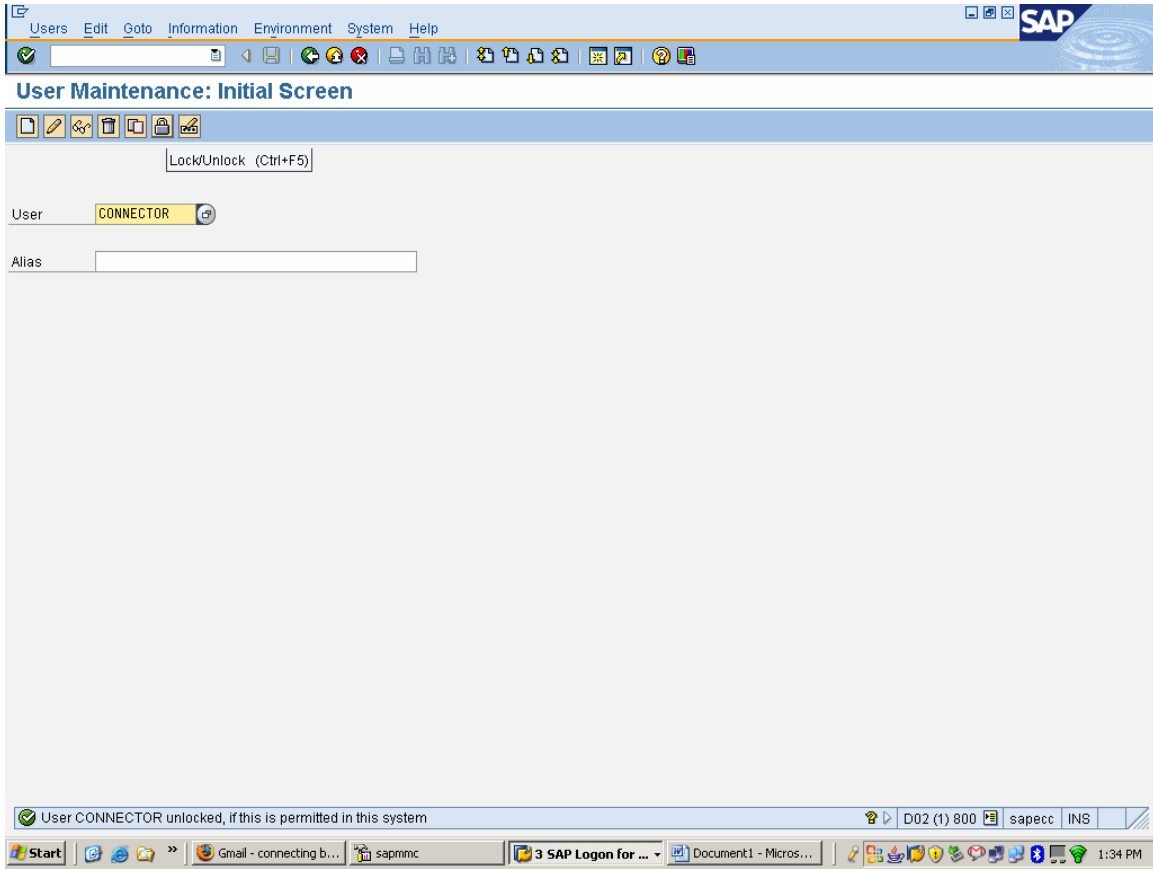 Users Edit Goto Information Environment System Help
SAP
User Maintenance: Initial Screen
Lock/Unlock (Ctrl+F5)
User CONNECTOR
Alias
User CONNECTOR unlocked, if this is permitted in this system
D02 (1) 800 sapecc INS
Start » Gmail - connecting b... sapmmc 3 SAP Logon for ... Document1 - Micros... 1:34 PM